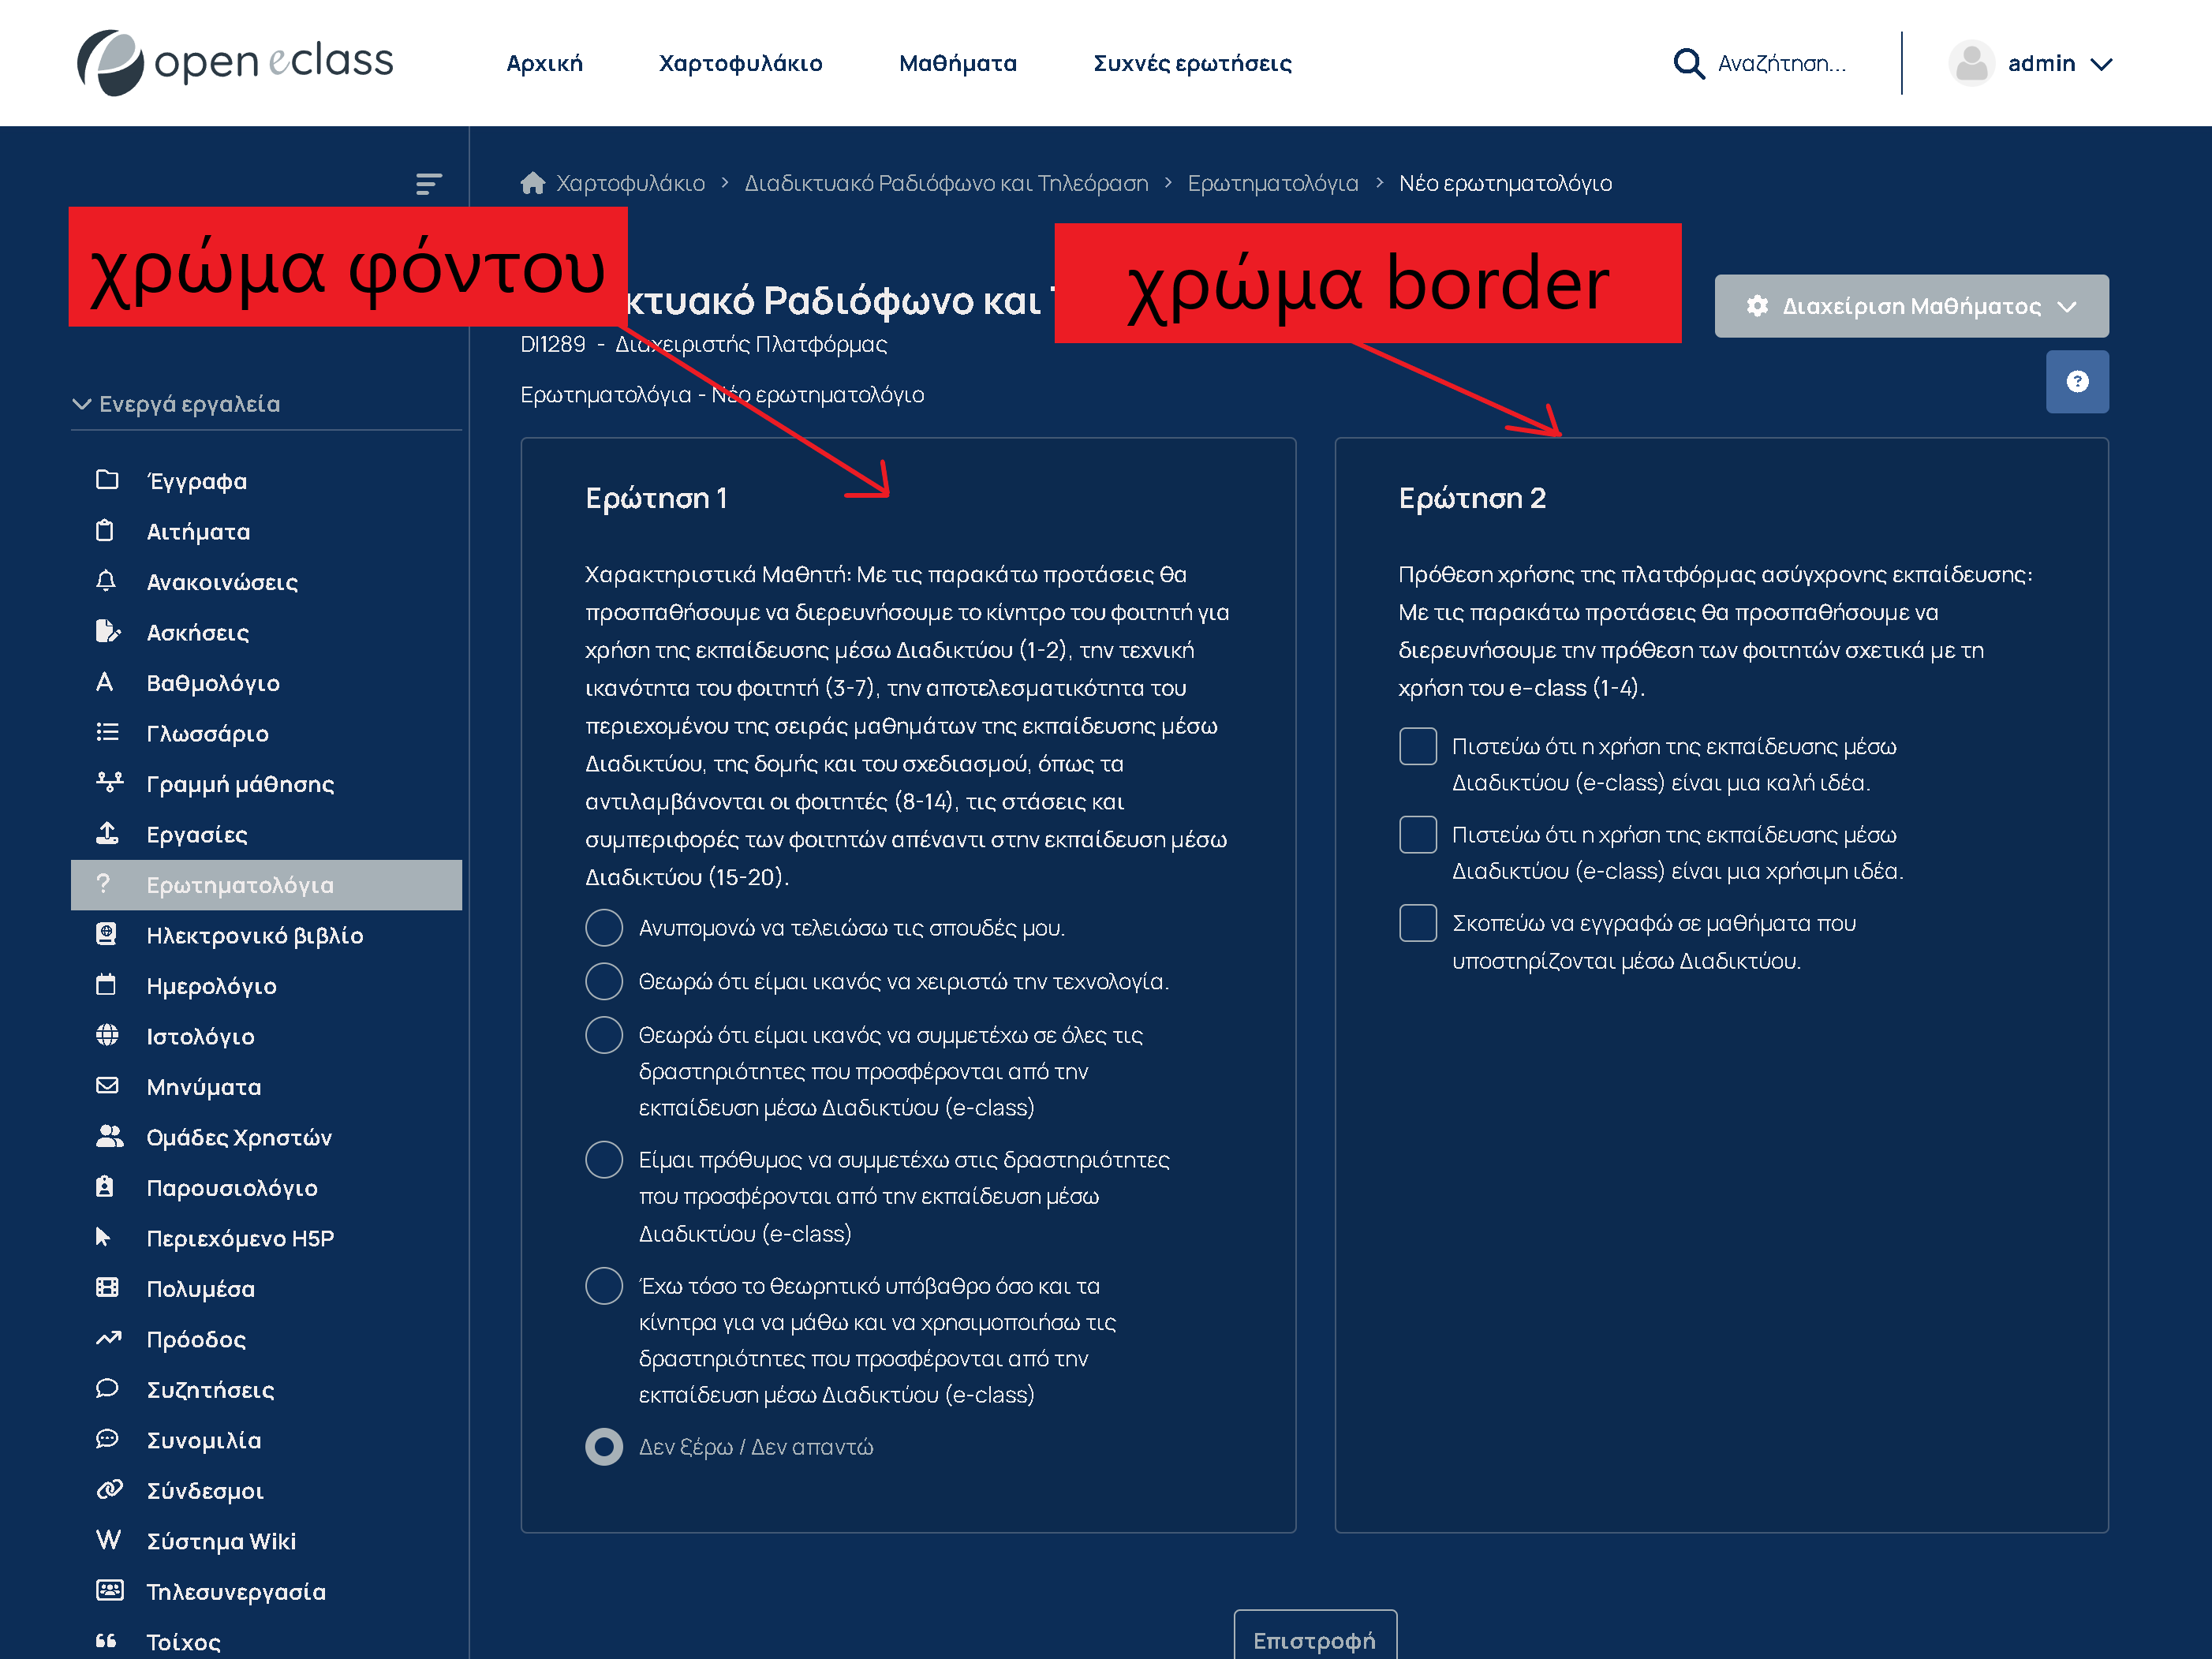 open eclass
Αρχική
Χαρτοφυλάκιο
Μαθήματα
Συχνές ερωτήσεις
Αναζήτηση...
admin
Χαρτοφυλάκιο > Διαδικτυακό Ραδιόφωνο και Τηλεόραση > Ερωτηματολόγια > Νέο ερωτηματολόγιο
χρώμα φόντου
χρώμα border
κτυακό Ραδιόφωνο και
Διαχείριση Μαθήματος
DI1289 - Διαχειριστής Πλατφόρμας
?
Ερωτηματολόγια - Νέο ερωτηματολόγιο
Ενεργά εργαλεία
Έγγραφα
Αιτήματα
Ανακοινώσεις
Ασκήσεις
Βαθμολόγιο
Γλωσσάριο
Γραμμή μάθησης
Εργασίες
Ερωτηματολόγια
Ηλεκτρονικό βιβλίο
Ημερολόγιο
Ιστολόγιο
Μηνύματα
Ομάδες Χρηστών
Παρουσιολόγιο
Περιεχόμενο H5P
Πολυμέσα
Πρόοδος
Συζητήσεις
Συνομιλία
Σύνδεσμοι
Σύστημα Wiki
Τηλεσυνεργασία
Τοίχος
Ερώτηση 1
Χαρακτηριστικά Μαθητή: Με τις παρακάτω προτάσεις θα
προσπαθήσουμε να διερευνήσουμε το κίνητρο του φοιτητή για
χρήση της εκπαίδευσης μέσω Διαδικτύου (1-2), την τεχνική
ικανότητα του φοιτητή (3-7), την αποτελεσματικότητα του
περιεχομένου της σειράς μαθημάτων της εκπαίδευσης μέσω
Διαδικτύου, της δομής και του σχεδιασμού, όπως τα
αντιλαμβάνονται οι φοιτητές (8-14), τις στάσεις και
συμπεριφορές των φοιτητών απέναντι στην εκπαίδευση μέσω
Διαδικτύου (15-20).
Ανυπομονώ να τελειώσω τις σπουδές μου.
Θεωρώ ότι είμαι ικανός να χειριστώ την τεχνολογία.
Θεωρώ ότι είμαι ικανός να συμμετέχω σε όλες τις
δραστηριότητες που προσφέρονται από την
εκπαίδευση μέσω Διαδικτύου (e-class)
Είμαι πρόθυμος να συμμετέχω στις δραστηριότητες
που προσφέρονται από την εκπαίδευση μέσω
Διαδικτύου (e-class)
Έχω τόσο το θεωρητικό υπόβαθρο όσο και τα
κίνητρα για να μάθω και να χρησιμοποιήσω τις
δραστηριότητες που προσφέρονται από την
εκπαίδευση μέσω Διαδικτύου (e-class)
Δεν ξέρω / Δεν απαντώ
Ερώτηση 2
Πρόθεση χρήσης της πλατφόρμας ασύγχρονης εκπαίδευσης:
Με τις παρακάτω προτάσεις θα προσπαθήσουμε να
διερευνήσουμε την πρόθεση των φοιτητών σχετικά με τη
χρήση του e-class (1-4).
Πιστεύω ότι η χρήση της εκπαίδευσης μέσω
Διαδικτύου (e-class) είναι μια καλή ιδέα.
Πιστεύω ότι η χρήση της εκπαίδευσης μέσω
Διαδικτύου (e-class) είναι μια χρήσιμη ιδέα.
Σκοπεύω να εγγραφώ σε μαθήματα που
υποστηρίζονται μέσω Διαδικτύου.
Επιστροφή